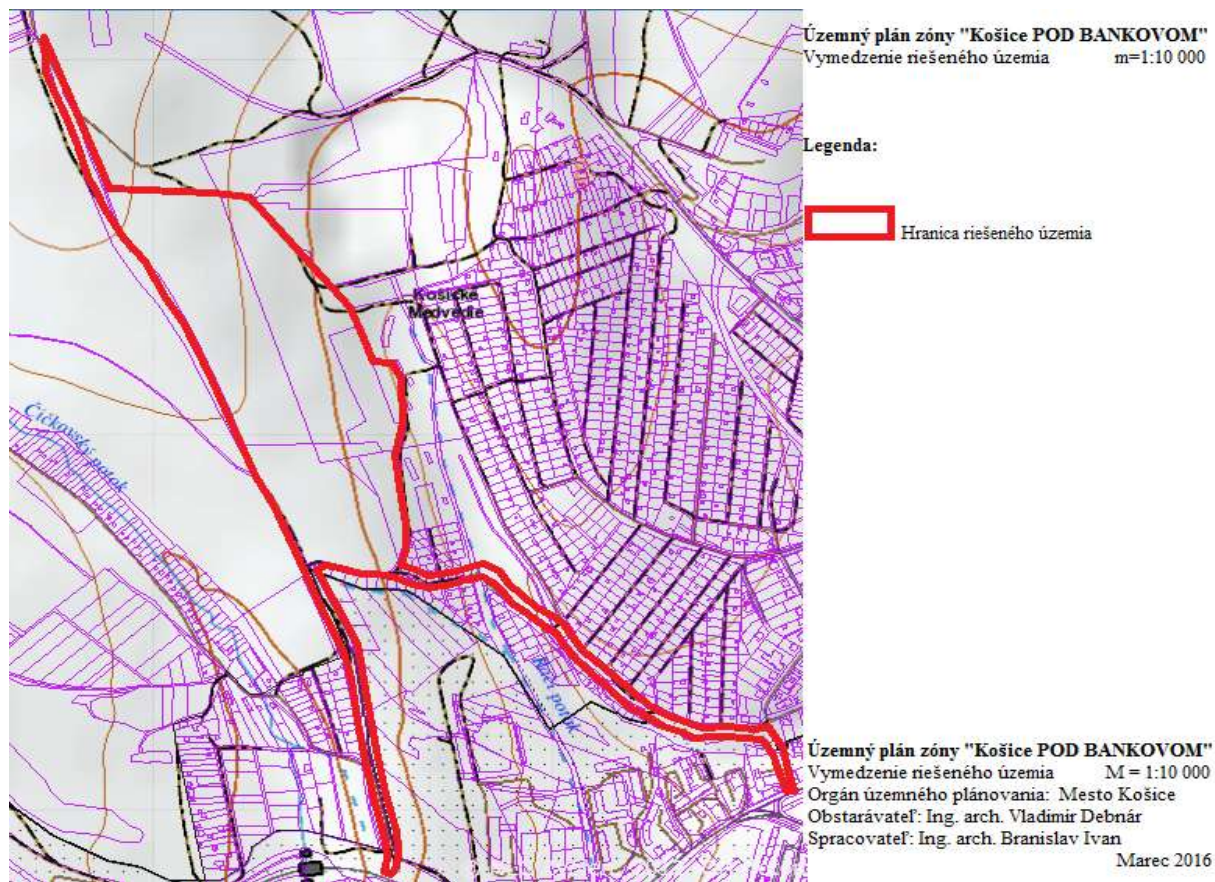 Územný plán zóny "Košice POD BANKOVOM"
Vymedzenie riešeného územia m=1:10 000
Legenda:
Hranica riešeného územia
Košické
Medvedie
Čičkovský potok
potok
Územný plán zóny "Košice POD BANKOVOM"
Vymedzenie riešeného územia M = 1:10 000
Orgán územného plánovania: Mesto Košice
Obstarávateľ: Ing. arch. Vladimír Debnár
Spracovateľ: Ing. arch. Branislav Ivan
Marec 2016